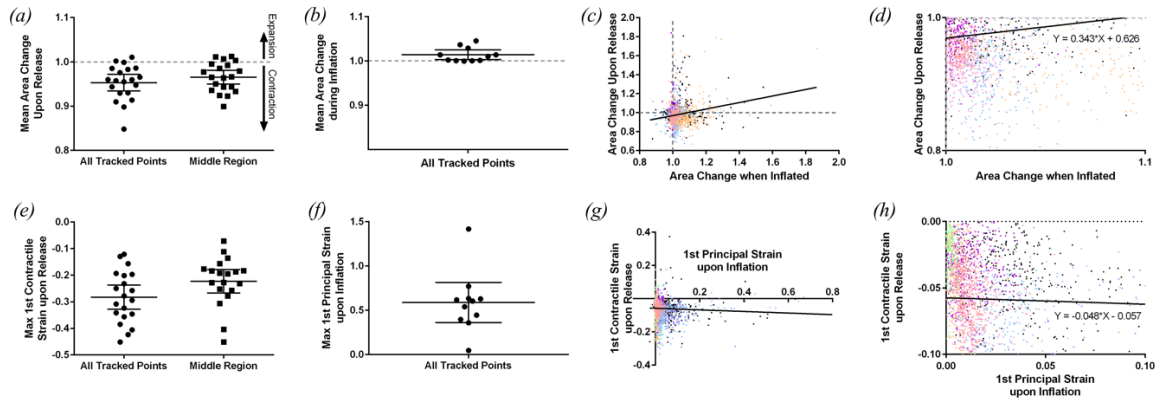 (a)
Mean Area Change
Upon Release
1.1
1.0
0.9
0.8
Expansion
Contraction
All Tracked Points
Middle Region
(b)
Mean Area Change
during Inflation
1.1
1.0
0.9
All Tracked Points
(c)
Area Change Upon Release
2.0
1.8
1.6
1.4
1.2
1.0
0.8
0.6
0.8
1.0
1.2
1.4
1.6
1.8
2.0
Area Change when Inflated
(d)
Area Change Upon Release
1.0
0.8
Y = 0.343*X + 0.626
1.0
1.1
Area Change when Inflated
(e)
Max 1st Contractile
Strain upon Release
0.0
-0.1
-0.2
-0.3
-0.4
-0.5
All Tracked Points
Middle Region
(f)
Max 1st Principal Strain
upon Inflation
1.5
1.0
0.5
0.0
All Tracked Points
(g)
1st Contractile Strain
upon Release
0.4
0.2
-0.2
-0.4
1st Principal Strain
upon Inflation
0.2
0.4
0.6
0.8
(h)
1st Contractile Strain
upon Release
0.00
-0.05
-0.10
Y = -0.048*X - 0.057
0.00
0.05
0.10
1st Principal Strain
upon Inflation